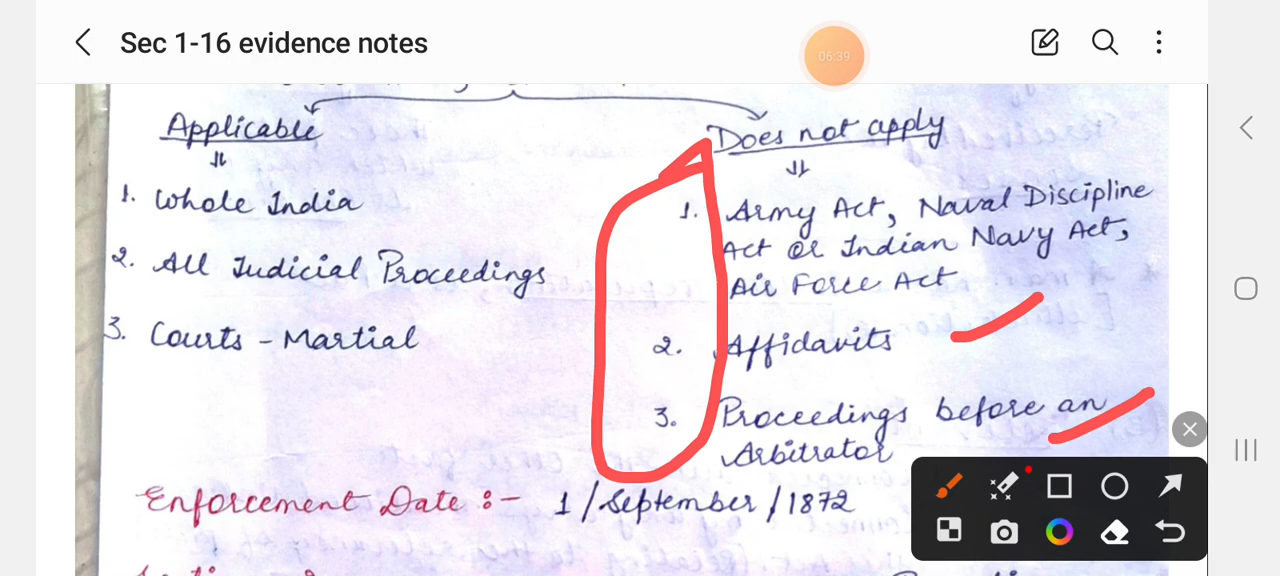 Sec 1-16 evidence notes
06:39
Applicable
Does not apply
1. Whole India
1. Army Act, Naval Discipline
Act or Indian Navy Act,
Air Force Act
2. All Judicial Proceedings
3. Courts - Martial
2. Affidavits
3. Proceedings before an
Arbitrator
Enforcement Date :- 1/September/1872